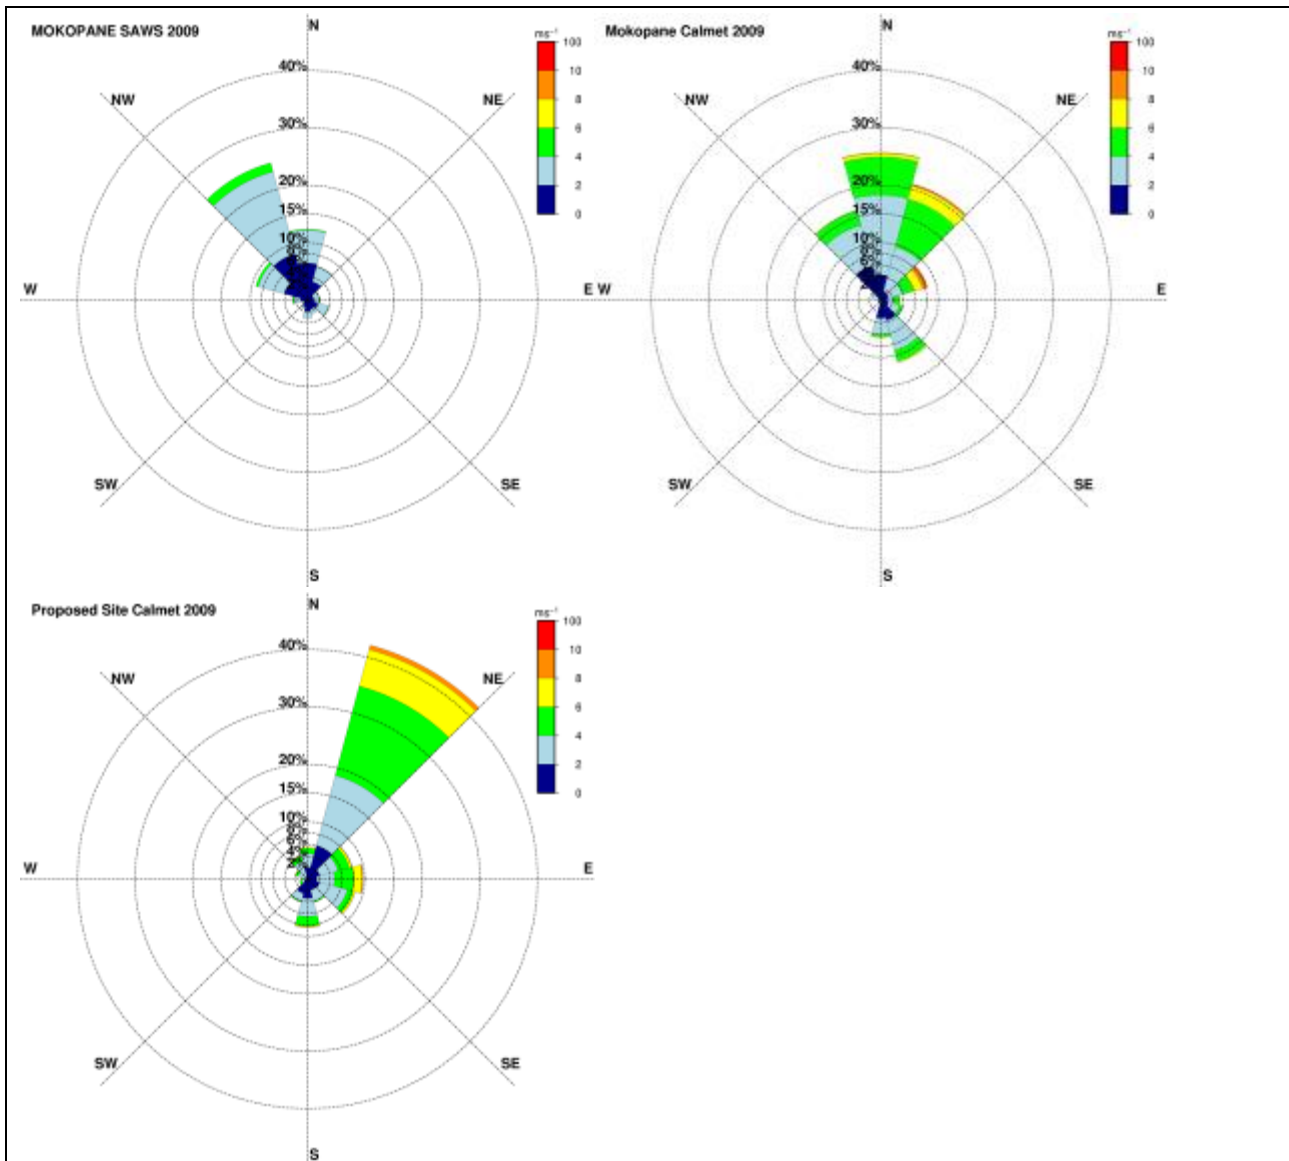 MOKOPANE SAWS 2009
N
NE
E
SE
S
SW
W
NW
40%
30%
20%
15%
10%
ms⁻¹
100
10
8
6
4
2
0
Mokopane Calmet 2009
N
NE
E
SE
S
SW
W
NW
40%
30%
20%
15%
10%
ms⁻¹
100
10
8
6
4
2
0
Proposed Site Calmet 2009
N
NE
E
SE
S
SW
W
NW
40%
30%
20%
15%
10%
ms⁻¹
100
10
8
6
4
2
0